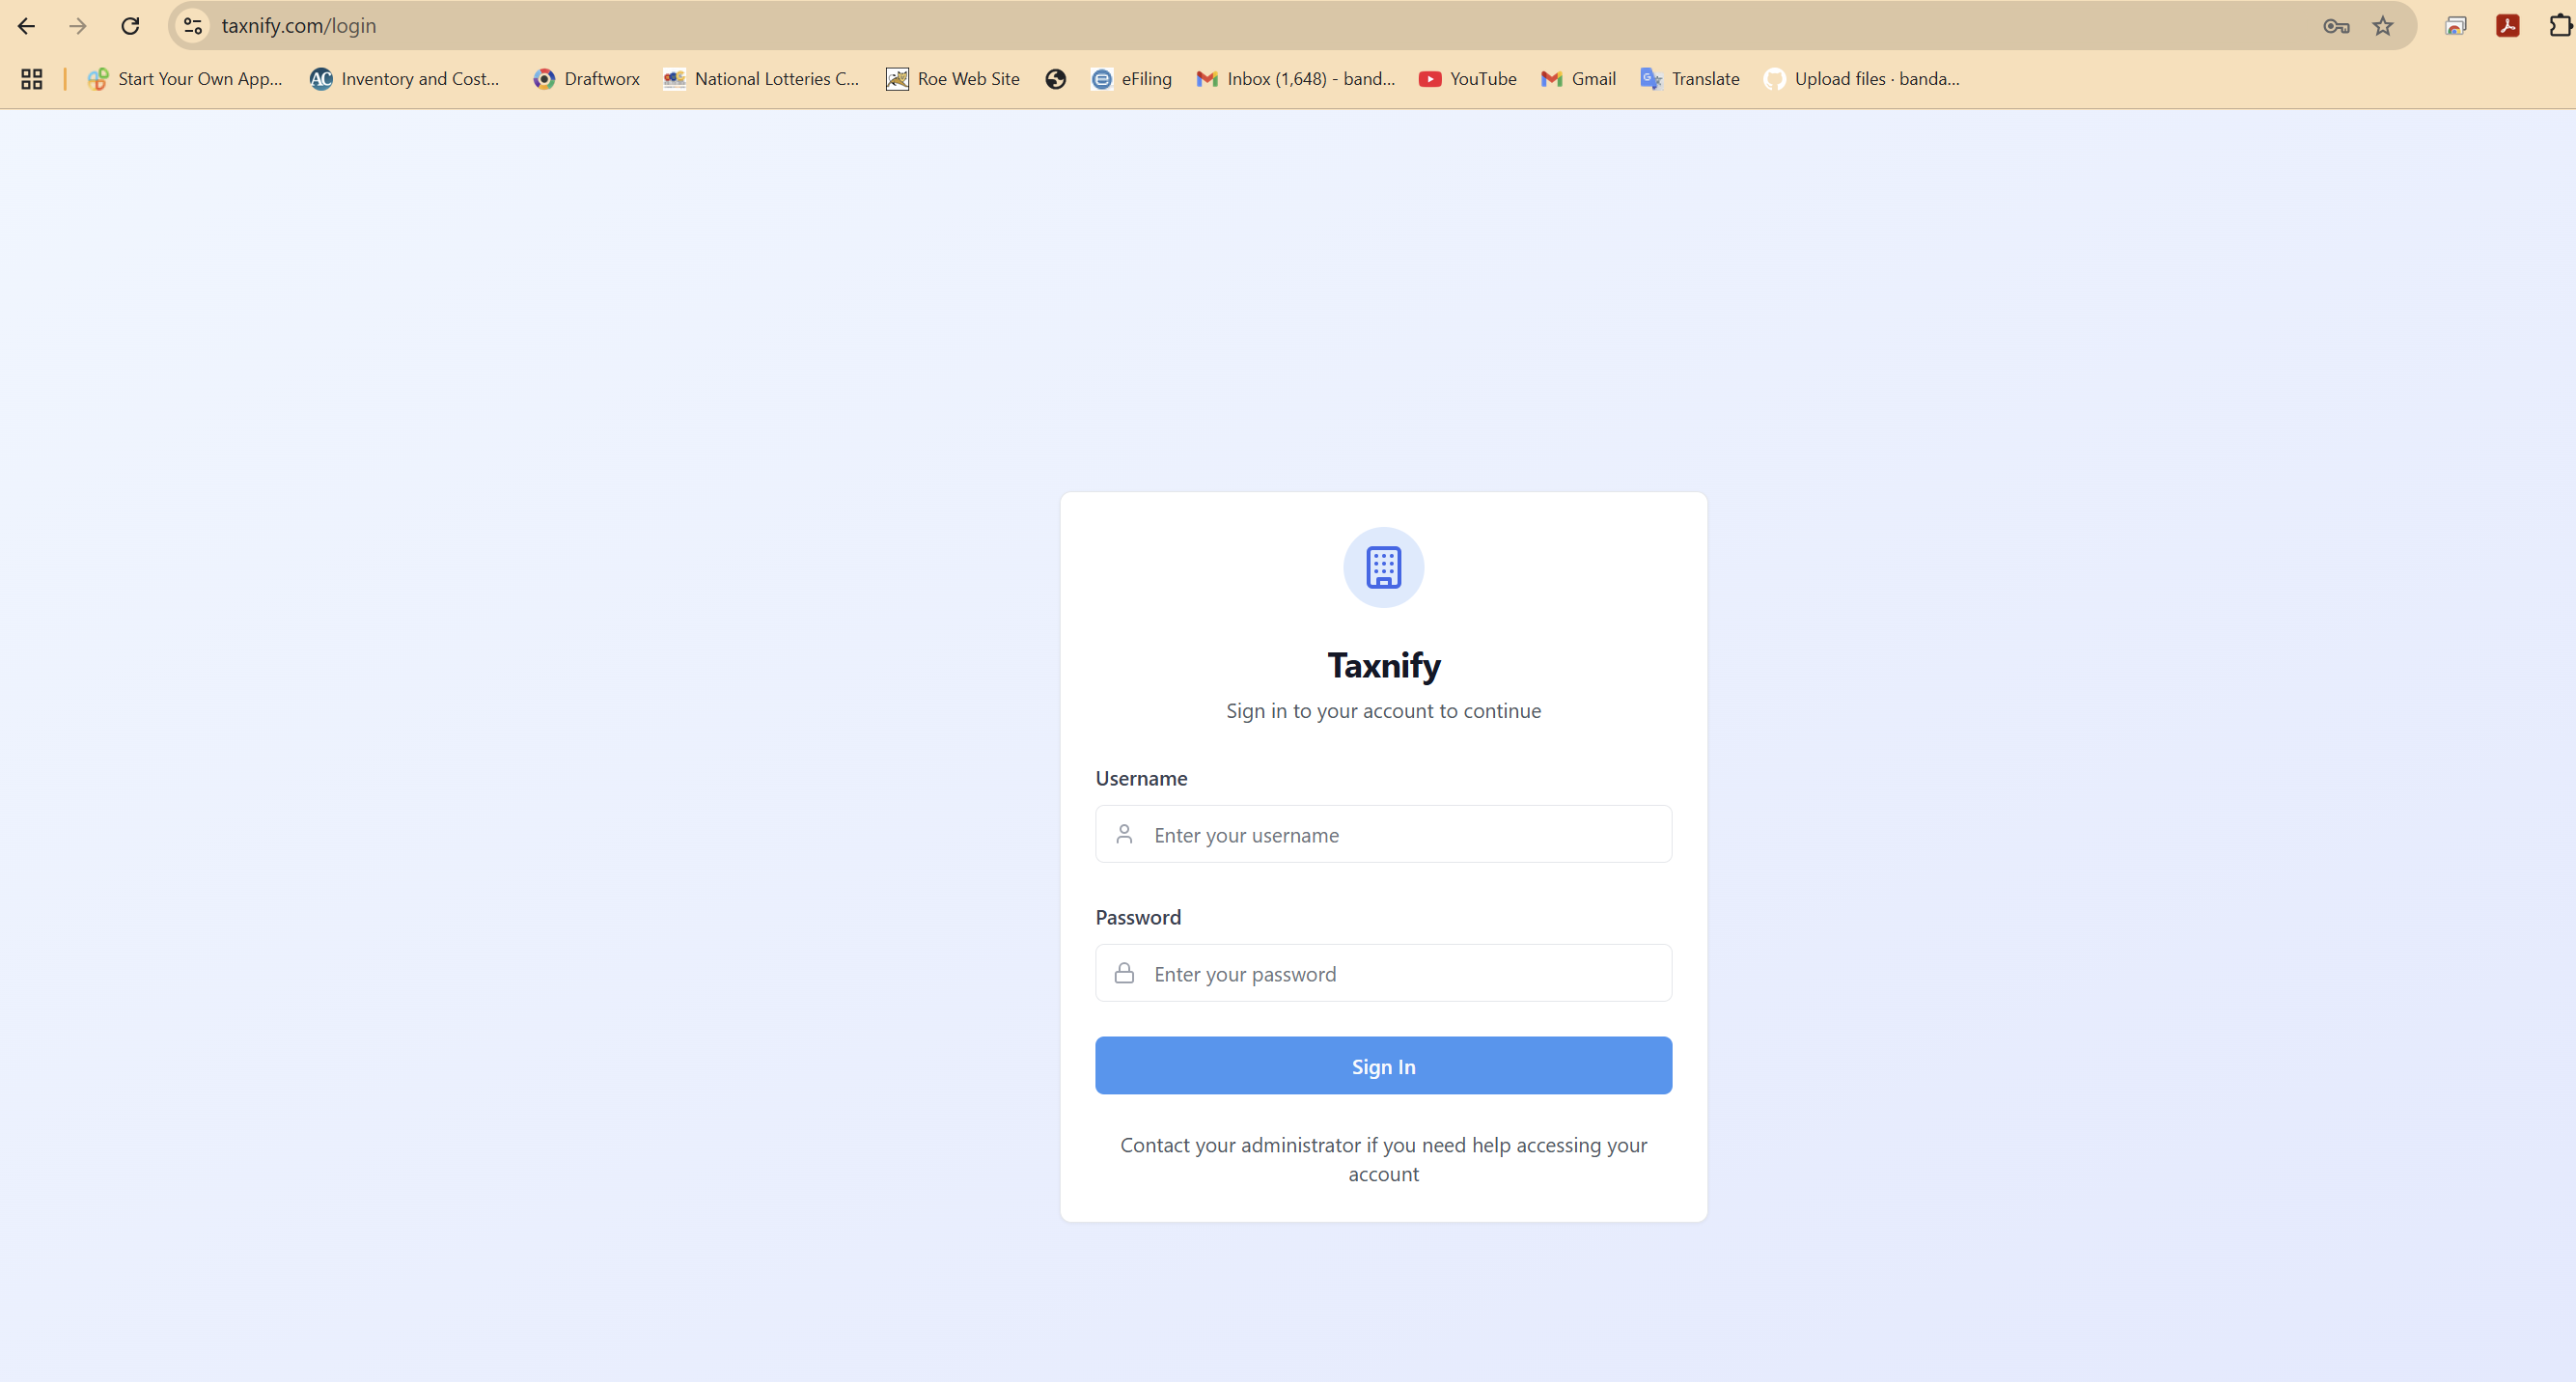 taxnify.com/login
Start Your Own App... Inventory and Cost... Draftworx National Lotteries C... Roe Web Site eFiling Inbox (1,648) - band... YouTube Gmail Translate Upload files · banda...
Taxnify
Sign in to your account to continue
Username
Enter your username
Password
Enter your password
Sign In
Contact your administrator if you need help accessing your
account